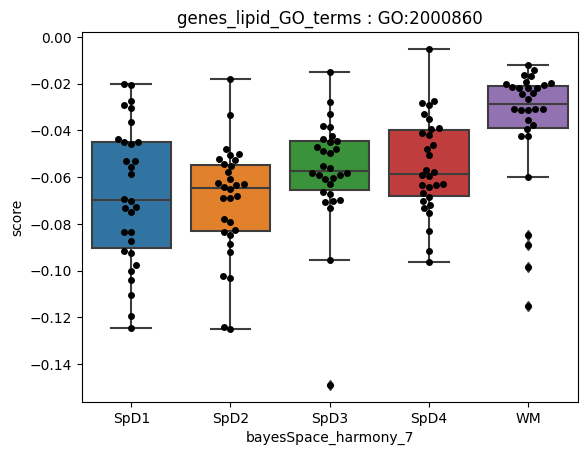 genes_lipid_GO_terms : GO:2000860
0.00
−0.02
−0.04
−0.06
−0.08
−0.10
−0.12
−0.14
score
SpD1 SpD2 SpD3 SpD4 WM
bayesSpace_harmony_7